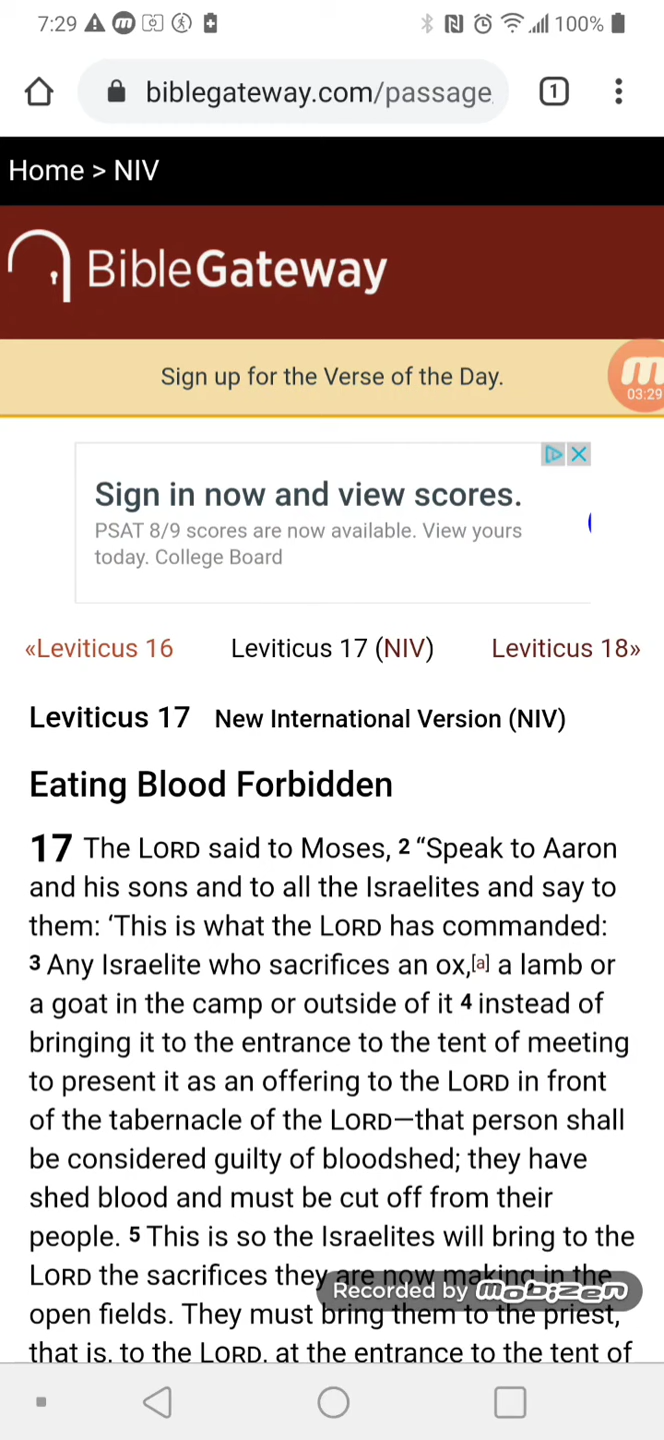 7:29 100%
biblegateway.com/passage 1
Home > NIV
BibleGateway
Sign up for the Verse of the Day.
m
03:29
Sign in now and view scores.
PSAT 8/9 scores are now available. View yours
today. College Board
«Leviticus 16 Leviticus 17 (NIV) Leviticus 18»
Leviticus 17 New International Version (NIV)
Eating Blood Forbidden
17 The LORD said to Moses, 2 “Speak to Aaron
and his sons and to all the Israelites and say to
them: ‘This is what the LORD has commanded:
3 Any Israelite who sacrifices an ox,[a] a lamb or
a goat in the camp or outside of it 4 instead of
bringing it to the entrance to the tent of meeting
to present it as an offering to the LORD in front
of the tabernacle of the LORD—that person shall
be considered guilty of bloodshed; they have
shed blood and must be cut off from their
people. 5 This is so the Israelites will bring to the
LORD the sacrifices they are now making in the
Recorded by mobizen
open fields. They must bring them to the priest,
that is, to the LORD, at the entrance to the tent of